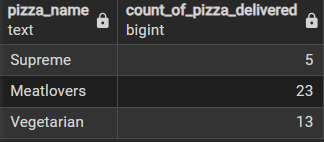 pizza_name count_of_pizza_delivered
text bigint
Supreme 5
Meatlovers 23
Vegetarian 13